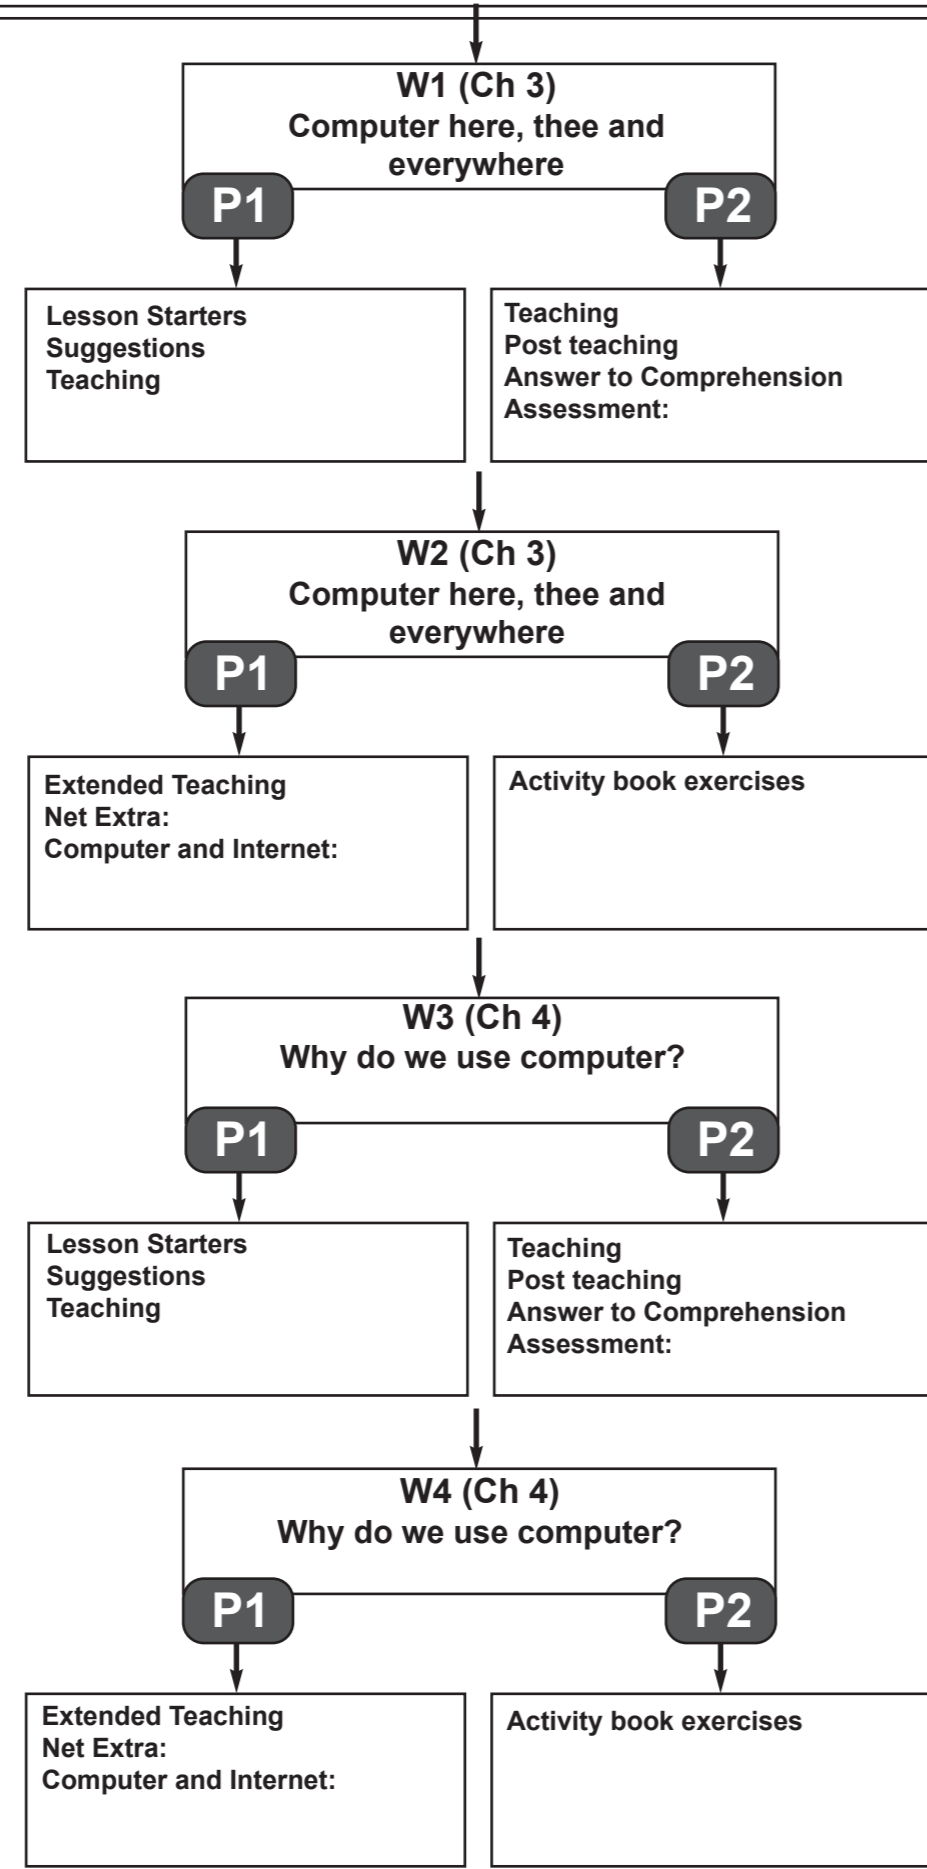 W1 (Ch 3)
Computer here, thee and
everywhere
P1
P2
Lesson Starters
Suggestions
Teaching
Teaching
Post teaching
Answer to Comprehension
Assessment:
W2 (Ch 3)
Computer here, thee and
everywhere
P1
P2
Extended Teaching
Net Extra:
Computer and Internet:
Activity book exercises
W3 (Ch 4)
Why do we use computer?
P1
P2
Lesson Starters
Suggestions
Teaching
Teaching
Post teaching
Answer to Comprehension
Assessment:
W4 (Ch 4)
Why do we use computer?
P1
P2
Extended Teaching
Net Extra:
Computer and Internet:
Activity book exercises